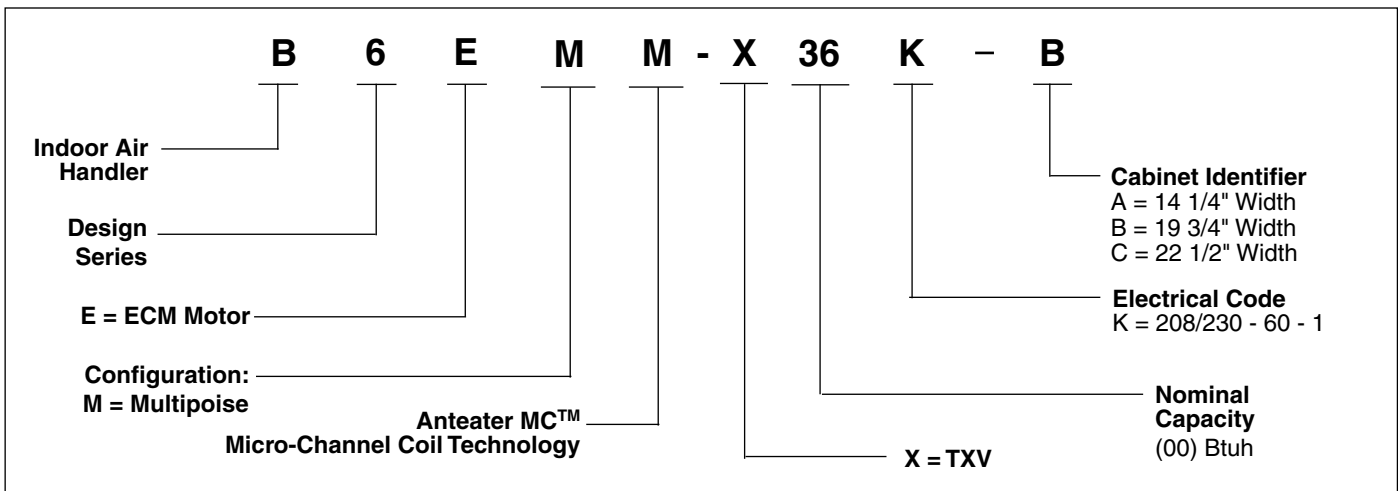 B 6 E M M - X 36 K – B
Indoor Air
Handler
Design
Series
E = ECM Motor
Configuration:
M = Multipoise
Anteater MC™
Micro-Channel Coil Technology
X = TXV
Nominal
Capacity
(00) Btuh
Electrical Code
K = 208/230 - 60 - 1
Cabinet Identifier
A = 14 1/4" Width
B = 19 3/4" Width
C = 22 1/2" Width